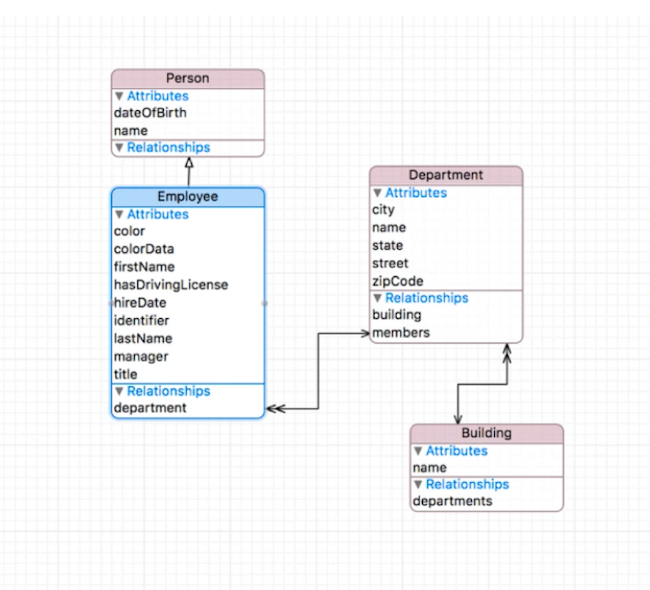 Person
Attributes
dateOfBirth
name
Relationships
Employee
Attributes
color
colorData
firstName
hasDrivingLicense
hireDate
identifier
lastName
manager
title
Relationships
department
Department
Attributes
city
name
state
street
zipCode
Relationships
building
members
Building
Attributes
name
Relationships
departments